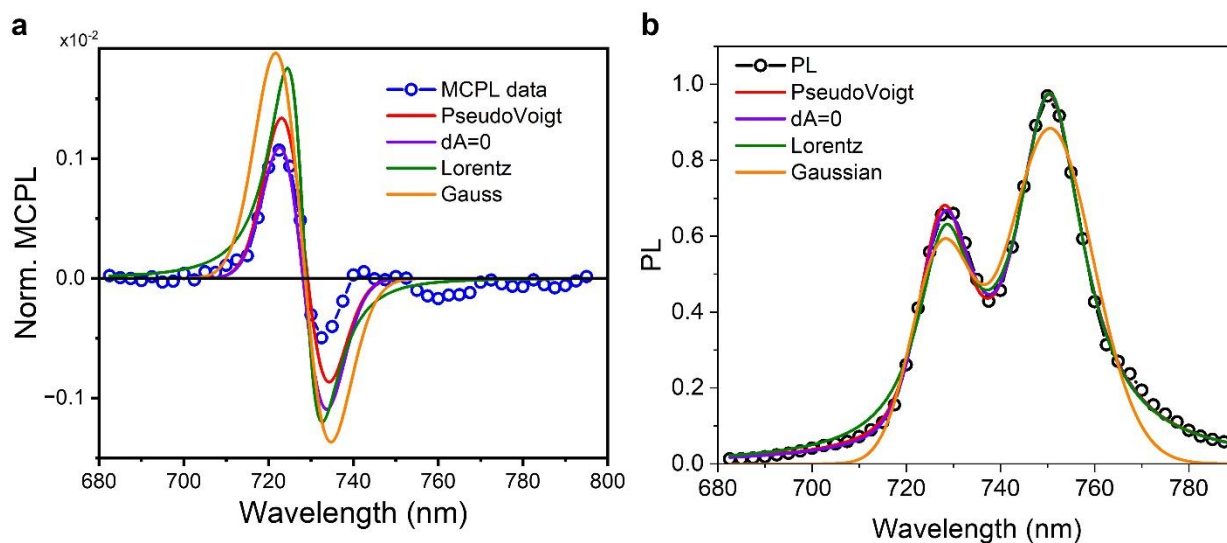 a
x10⁻²
MCPL data
PseudoVoigt
dA=0
Lorentz
Gauss
0.1
0.0
−0.1
Norm. MCPL
680 700 720 740 760 780 800
Wavelength (nm)
b
PL
PseudoVoigt
dA=0
Lorentz
Gaussian
1.0
0.8
0.6
0.4
0.2
0.0
PL
680 700 720 740 760 780
Wavelength (nm)